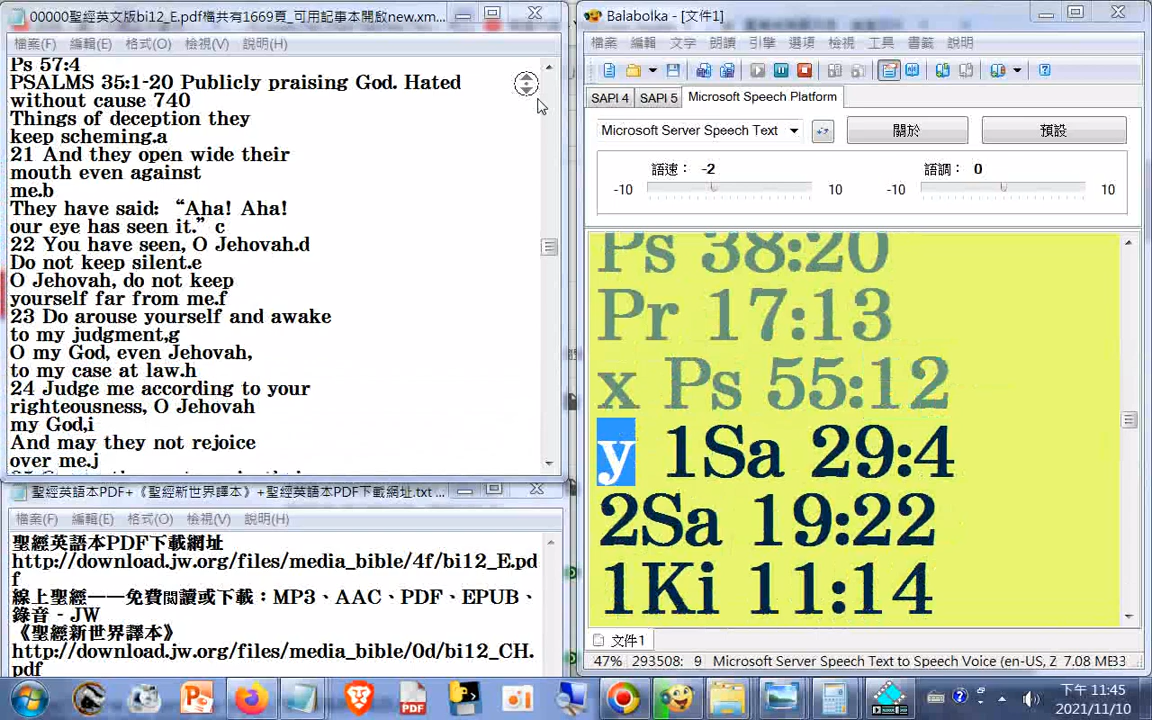 00000聖經英文版bi12_E.pdf檔共有1669頁_可用記事本開啟new.xm...
檔案(F) 編輯(E) 格式(O) 檢視(V) 說明(H)
Ps 57:4
PSALMS 35:1-20 Publicly praising God. Hated
without cause 740
Things of deception they
keep scheming.a
21 And they open wide their
mouth even against
me.b
They have said: “Aha! Aha!
our eye has seen it.” c
22 You have seen, O Jehovah.d
Do not keep silent.e
O Jehovah, do not keep
yourself far from me.f
23 Do arouse yourself and awake
to my judgment,g
O my God, even Jehovah,
to my case at law.h
24 Judge me according to your
righteousness, O Jehovah
my God,i
And may they not rejoice
over me.j
聖經英語本PDF+《聖經新世界譯本》+聖經英語本PDF下載網址.txt ...
檔案(F) 編輯(E) 格式(O) 檢視(V) 說明(H)
聖經英語本PDF下載網址
http://download.jw.org/files/media_bible/4f/bi12_E.pd
f
線上聖經——免費閱讀或下載：MP3、AAC、PDF、EPUB、
錄音 - JW
《聖經新世界譯本》
http://download.jw.org/files/media_bible/0d/bi12_CH.
pdf
Balabolka - [文件1]
檔案 編輯 文字 朗讀 引擎 選項 檢視 工具 書籤 說明
SAPI 4 SAPI 5 Microsoft Speech Platform
Microsoft Server Speech Text 關於 預設
語速： -2 語調： 0
-10 10 -10 10
Ps 38:20
Pr 17:13
x Ps 55:12
y 1Sa 29:4
2Sa 19:22
1Ki 11:14
文件1
47% 293508: 9 Microsoft Server Speech Text to Speech Voice (en-US, Z 7.08 MB
PDF
下午 11:45
2021/11/10